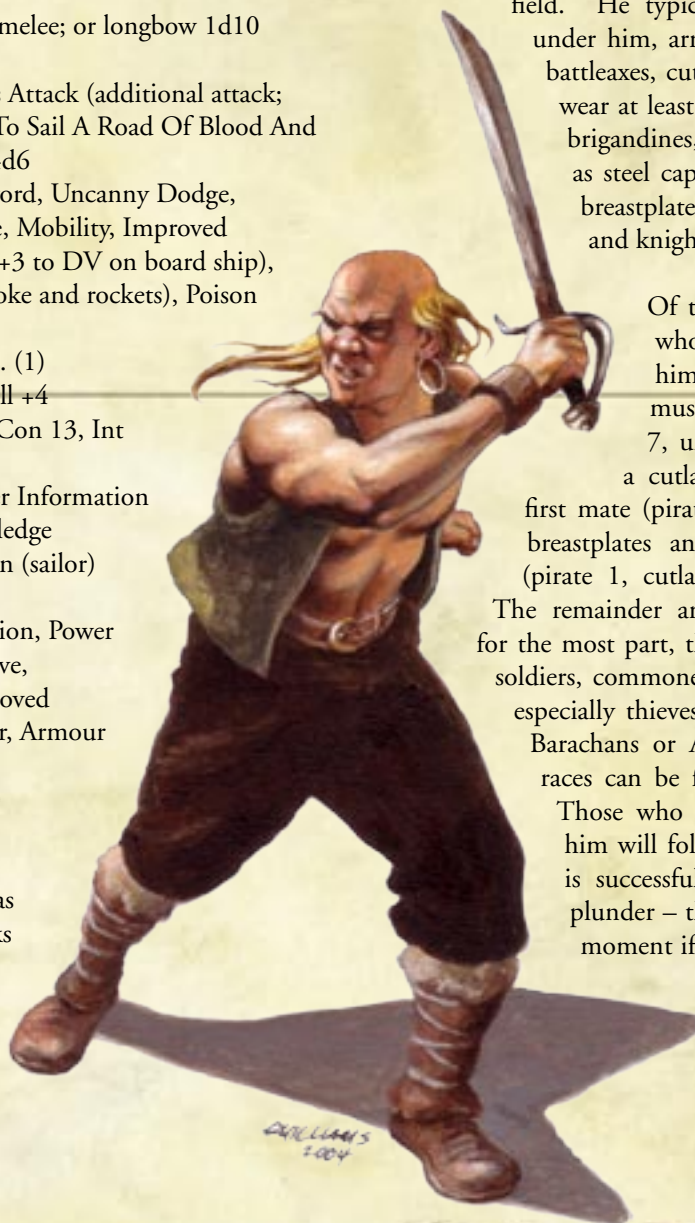 melee; or longbow 1d10
Attack (additional attack;
To Sail A Road Of Blood And
d6
ord, Uncanny Dodge,
e, Mobility, Improved
+3 to DV on board ship),
oke and rockets), Poison
. (1)
ll +4
Con 13, Int
r Information
ledge
n (sailor)
ion, Power
ve,
oved
r, Armour
as
ks
field. He typic
under him, arr
battleaxes, cut
wear at least
brigandines,
as steel cap
breastplate
and knigh
Of t
who
him
mus
7, u
a cutla
first mate (pirat
breastplates an
(pirate 1, cutla
The remainder ar
for the most part, t
soldiers, commone
especially thieves
Barachans or A
races can be f
Those who
him will fol
is successfu
plunder – t
moment if
2004